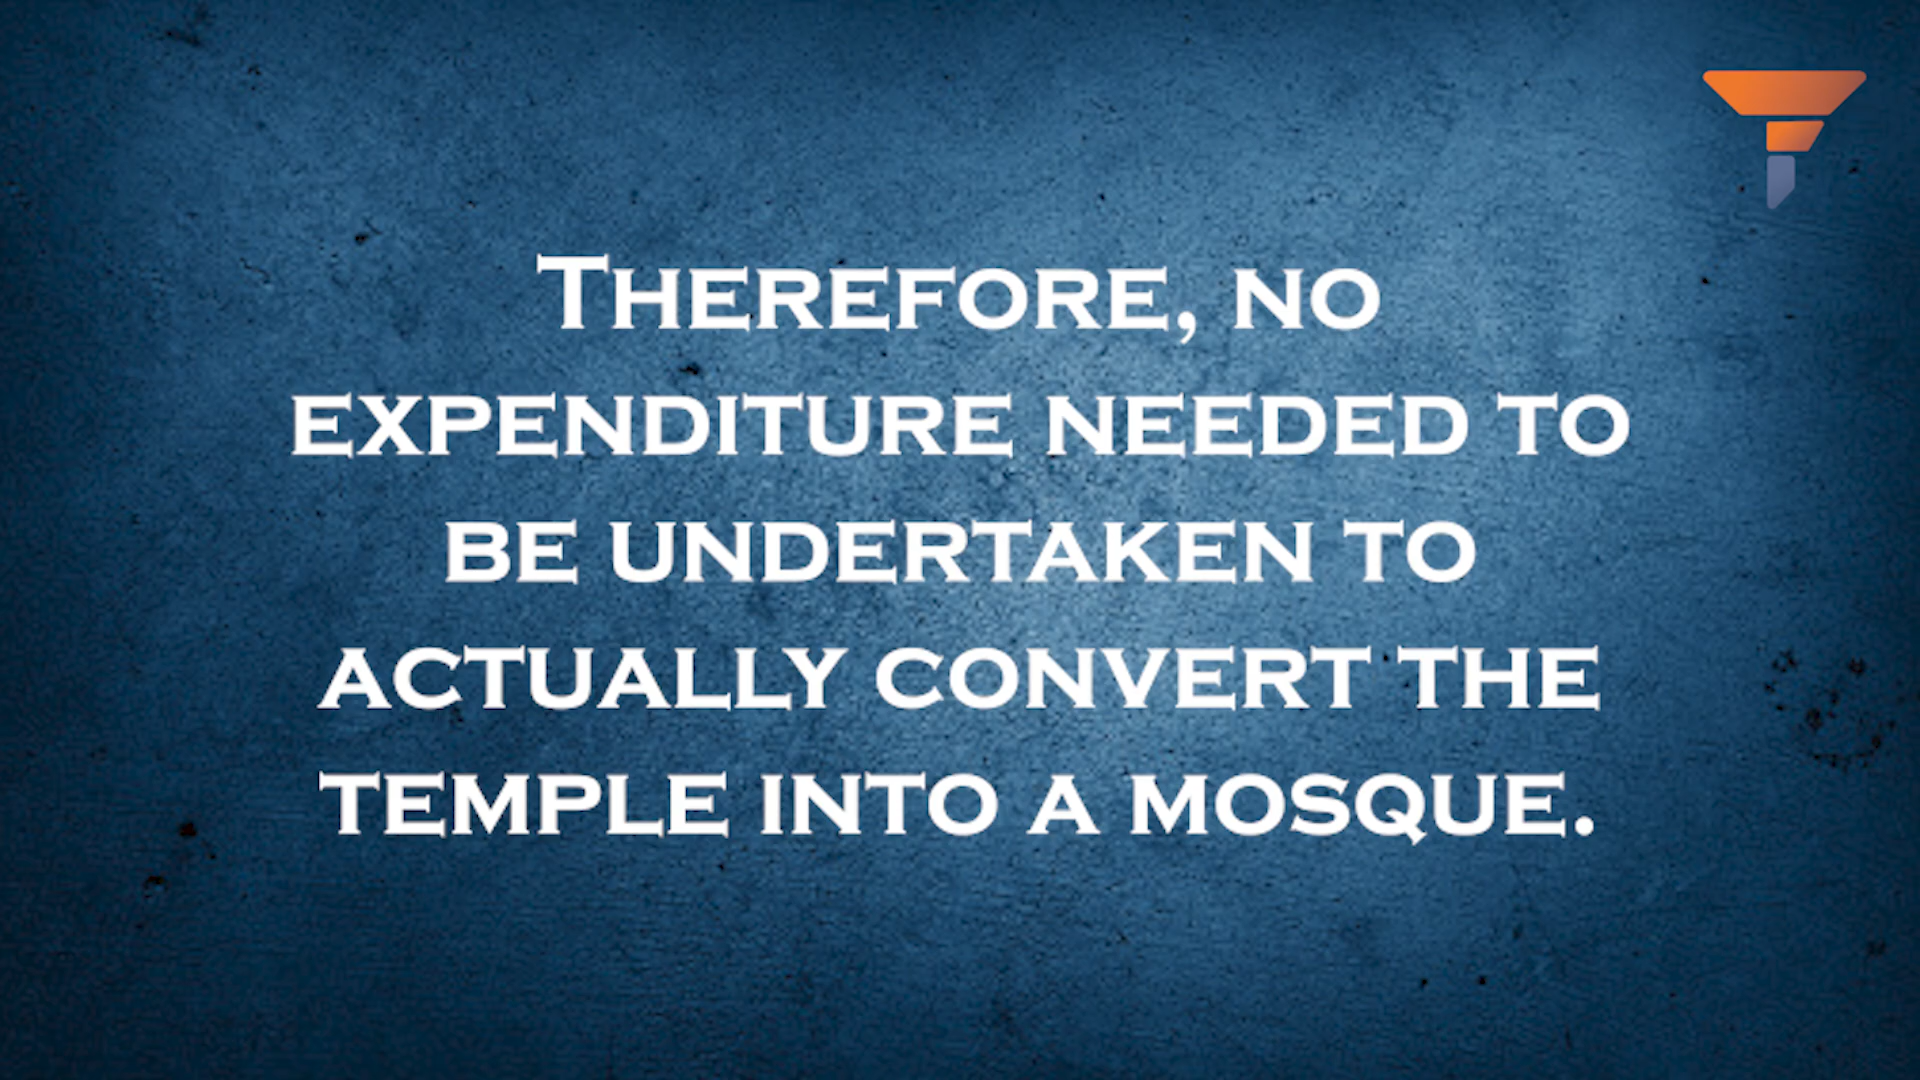 Therefore, no
expenditure needed to
be undertaken to
actually convert the
temple into a mosque.